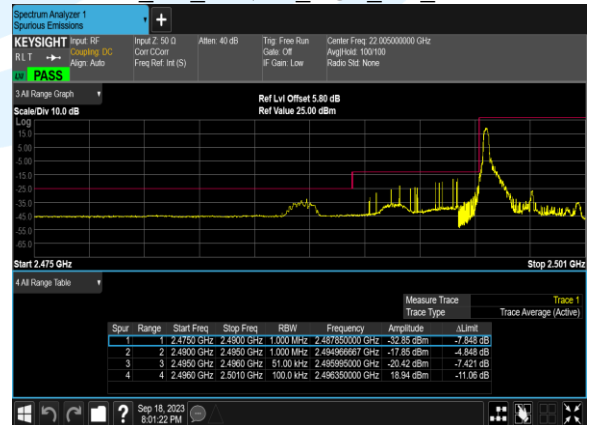 Spectrum Analyzer 1
Spurious Emissions
KEYSIGHT Input: RF Input Z: 50 Ω Atten: 40 dB Trig: Free Run Center Freq: 22.005000000 GHz
RLT Coupling: DC Corr CCorr Gate: Off Avg|Hold: 100/100
Align: Auto Freq Ref: Int (S) IF Gain: Low Radio Std: None
LV PASS
3 All Range Graph
Ref Lvl Offset 5.80 dB
Scale/Div 10.0 dB Ref Value 25.00 dBm
Log
15.0
5.00
-5.00
-15.0
-25.0
-35.0
-45.0
-55.0
-65.0
Start 2.475 GHz Stop 2.501 GHz
4 All Range Table
Measure Trace Trace 1
Trace Type Trace Average (Active)
Spur Range Start Freq Stop Freq RBW Frequency Amplitude ΔLimit
1 1 2.4750 GHz 2.4900 GHz 1.000 MHz 2.487850000 GHz -32.85 dBm -7.848 dB
2 2 2.4900 GHz 2.4950 GHz 1.000 MHz 2.494966667 GHz -17.85 dBm -4.848 dB
3 3 2.4950 GHz 2.4960 GHz 51.00 kHz 2.495995000 GHz -20.42 dBm -7.421 dB
4 4 2.4960 GHz 2.5010 GHz 100.0 kHz 2.496350000 GHz 18.94 dBm -11.06 dB
? Sep 18, 2023
8:01:22 PM